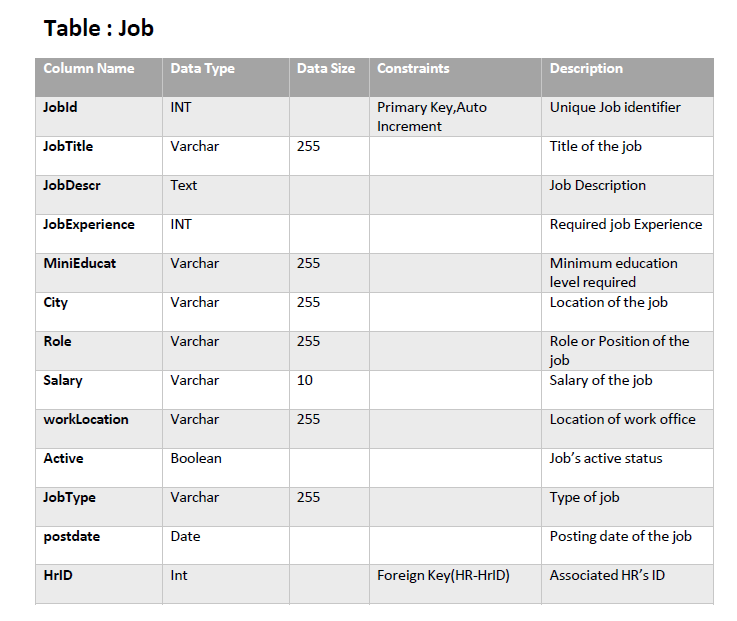 Table : Job
Column Name Data Type Data Size Constraints Description
JobId INT Primary Key,Auto Increment Unique Job identifier
JobTitle Varchar 255 Title of the job
JobDescr Text Job Description
JobExperience INT Required job Experience
MiniEducat Varchar 255 Minimum education level required
City Varchar 255 Location of the job
Role Varchar 255 Role or Position of the job
Salary Varchar 10 Salary of the job
workLocation Varchar 255 Location of work office
Active Boolean Job’s active status
JobType Varchar 255 Type of job
postdate Date Posting date of the job
HrID Int Foreign Key(HR-HrID) Associated HR’s ID